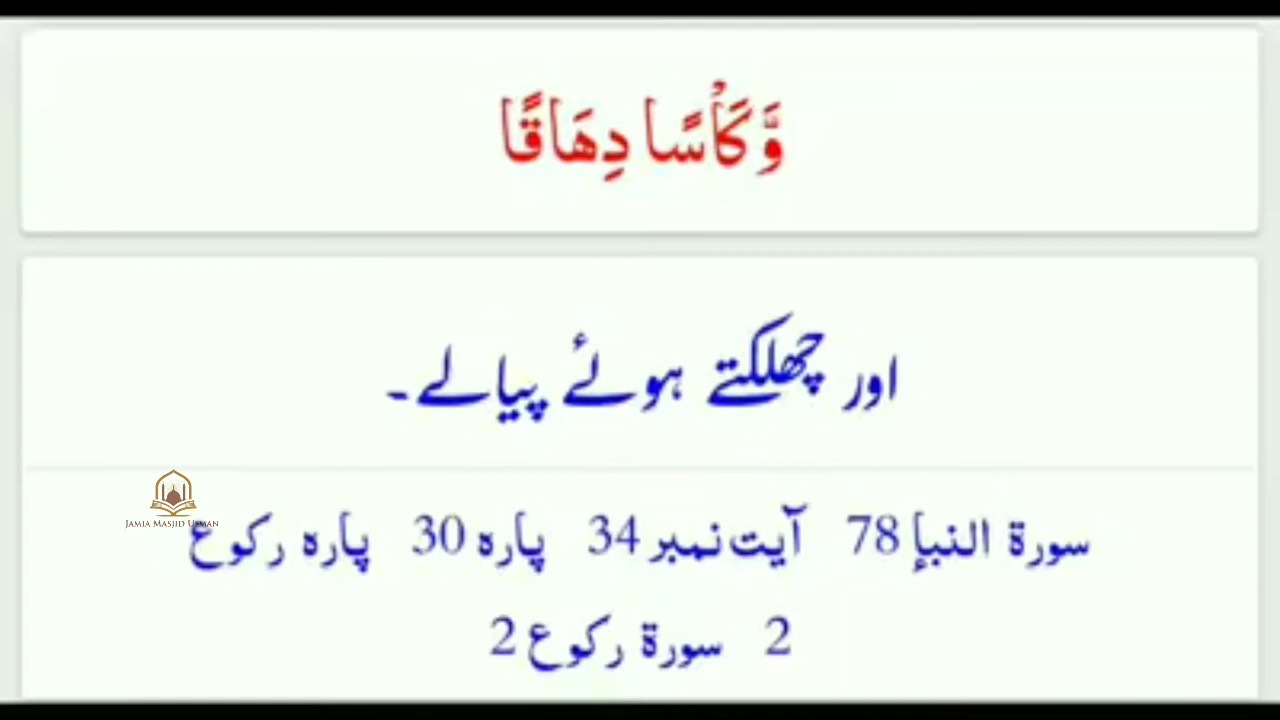 وَّكَاْسًا دِهَاقًا
اور چھلکتے ہوئے پیالے۔
JAMIA MASJID USMAN
سورۃ النبإ 78 آیت نمبر 34 پارہ 30 پارہ رکوع
2 سورۃ رکوع 2